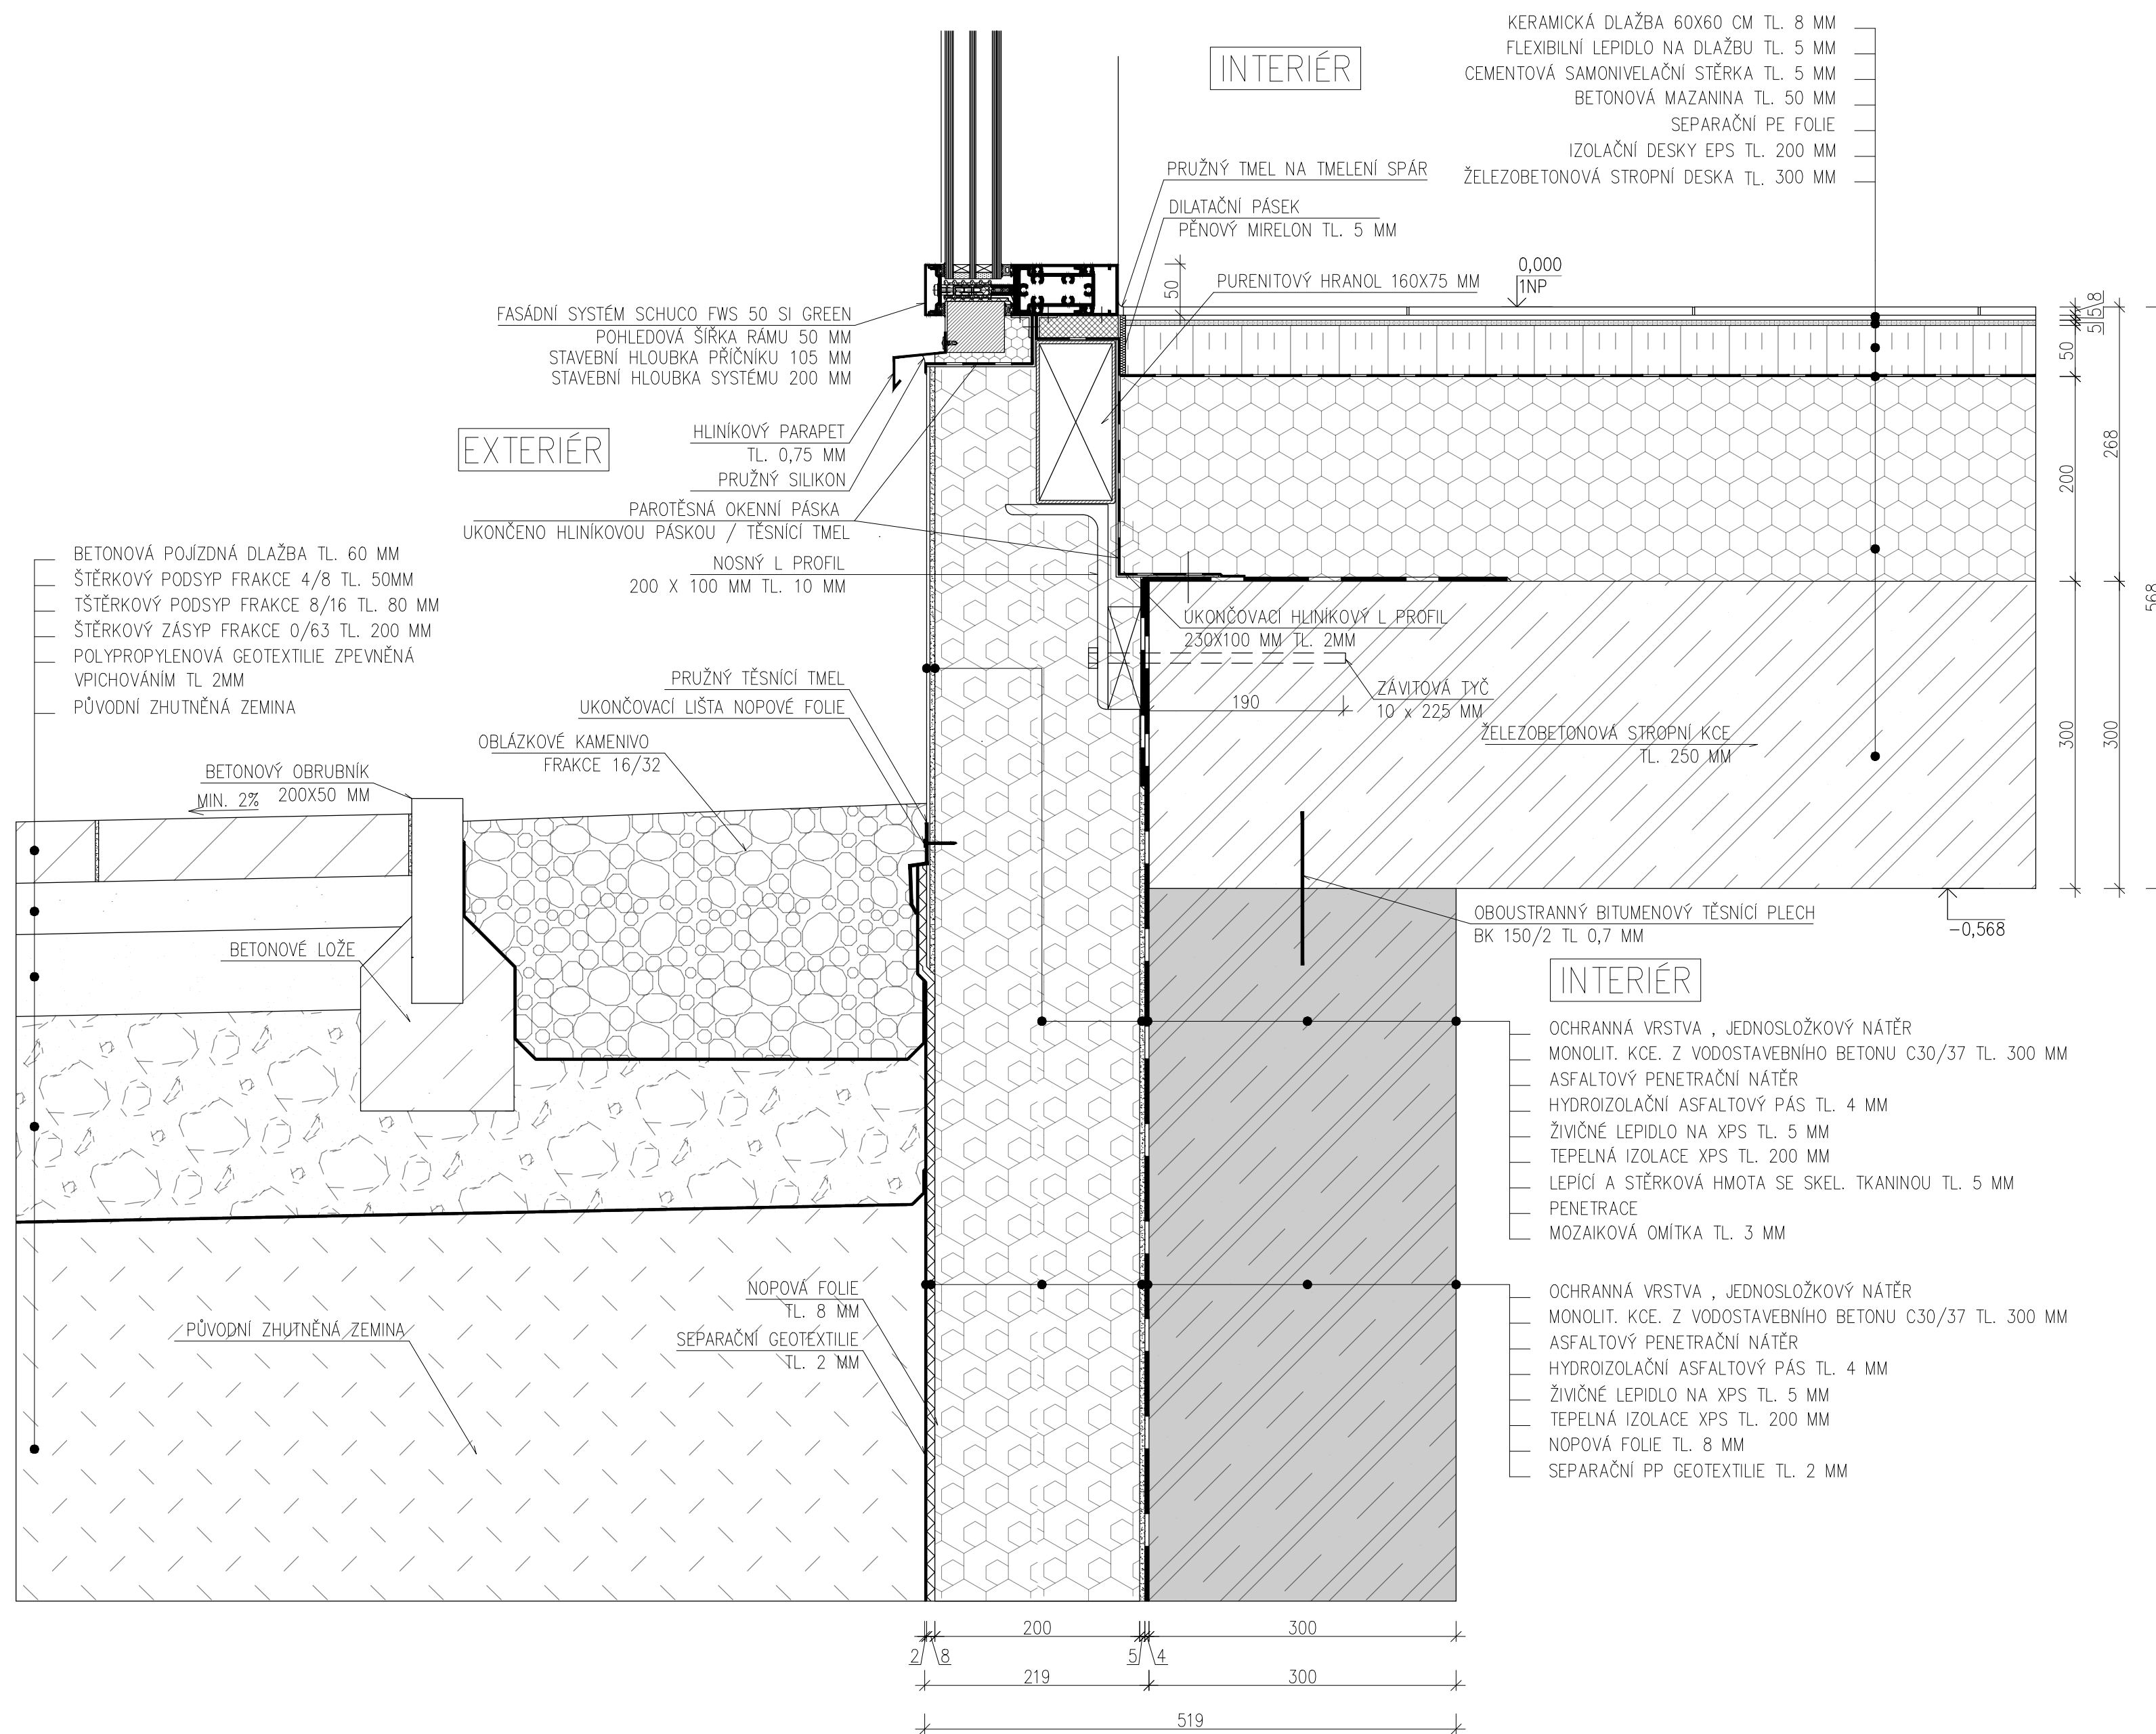 INTERIÉR
KERAMICKÁ DLAŽBA 60X60 CM TL. 8 MM
FLEXIBILNÍ LEPIDLO NA DLAŽBU TL. 5 MM
CEMENTOVÁ SAMONIVELAČNÍ STĚRKA TL. 5 MM
BETONOVÁ MAZANINA TL. 50 MM
SEPARAČNÍ PE FOLIE
IZOLAČNÍ DESKY EPS TL. 200 MM
ŽELEZOBETONOVÁ STROPNÍ DESKA TL. 300 MM
PRUŽNÝ TMEL NA TMELENÍ SPÁR
DILATAČNÍ PÁSEK
PĚNOVÝ MIRELON TL. 5 MM
PURENITOVÝ HRANOL 160X75 MM
50
0,000
1NP
FASÁDNÍ SYSTÉM SCHUCO FWS 50 SI GREEN
POHLEDOVÁ ŠÍŘKA RÁMU 50 MM
STAVEBNÍ HLOUBKA PŘÍČNÍKU 105 MM
STAVEBNÍ HLOUBKA SYSTÉMU 200 MM
EXTERIÉR
HLINÍKOVÝ PARAPET
TL. 0,75 MM
PRUŽNÝ SILIKON
PAROTĚSNÁ OKENNÍ PÁSKA
UKONČENO HLINÍKOVOU PÁSKOU / TĚSNÍCÍ TMEL
NOSNÝ L PROFIL
200 X 100 MM TL. 10 MM
BETONOVÁ POJÍZDNÁ DLAŽBA TL. 60 MM
ŠTĚRKOVÝ PODSYP FRAKCE 4/8 TL. 50MM
TŠTĚRKOVÝ PODSYP FRAKCE 8/16 TL. 80 MM
ŠTĚRKOVÝ ZÁSYP FRAKCE 0/63 TL. 200 MM
POLYPROPYLENOVÁ GEOTEXTILIE ZPEVNĚNÁ
VPICHOVÁNÍM TL 2MM
PŮVODNÍ ZHUTNĚNÁ ZEMINA
UKONČOVACÍ HLINÍKOVÝ L PROFIL
230X100 MM TL. 2MM
ZÁVITOVÁ TYČ
10 x 225 MM
190
ŽELEZOBETONOVÁ STROPNÍ KCE
TL. 250 MM
PRUŽNÝ TĚSNÍCÍ TMEL
UKONČOVACÍ LIŠTA NOPOVÉ FOLIE
OBLÁZKOVÉ KAMENIVO
FRAKCE 16/32
BETONOVÝ OBRUBNÍK
200X50 MM
MIN. 2%
BETONOVÉ LOŽE
5 5 8
50
200
268
300
300
568
OBOUSTRANNÝ BITUMENOVÝ TĚSNÍCÍ PLECH
BK 150/2 TL 0,7 MM
−0,568
INTERIÉR
OCHRANNÁ VRSTVA , JEDNOSLOŽKOVÝ NÁTĚR
MONOLIT. KCE. Z VODOSTAVEBNÍHO BETONU C30/37 TL. 300 MM
ASFALTOVÝ PENETRAČNÍ NÁTĚR
HYDROIZOLAČNÍ ASFALTOVÝ PÁS TL. 4 MM
ŽIVIČNÉ LEPIDLO NA XPS TL. 5 MM
TEPELNÁ IZOLACE XPS TL. 200 MM
LEPÍCÍ A STĚRKOVÁ HMOTA SE SKEL. TKANINOU TL. 5 MM
PENETRACE
MOZAIKOVÁ OMÍTKA TL. 3 MM
OCHRANNÁ VRSTVA , JEDNOSLOŽKOVÝ NÁTĚR
MONOLIT. KCE. Z VODOSTAVEBNÍHO BETONU C30/37 TL. 300 MM
ASFALTOVÝ PENETRAČNÍ NÁTĚR
HYDROIZOLAČNÍ ASFALTOVÝ PÁS TL. 4 MM
ŽIVIČNÉ LEPIDLO NA XPS TL. 5 MM
TEPELNÁ IZOLACE XPS TL. 200 MM
NOPOVÁ FOLIE TL. 8 MM
SEPARAČNÍ PP GEOTEXTILIE TL. 2 MM
NOPOVÁ FOLIE
TL. 8 MM
SEPARAČNÍ GEOTEXTILIE
TL. 2 MM
PŮVODNÍ ZHUTNĚNÁ ZEMINA
200 300
2 8 5 4
219 300
519